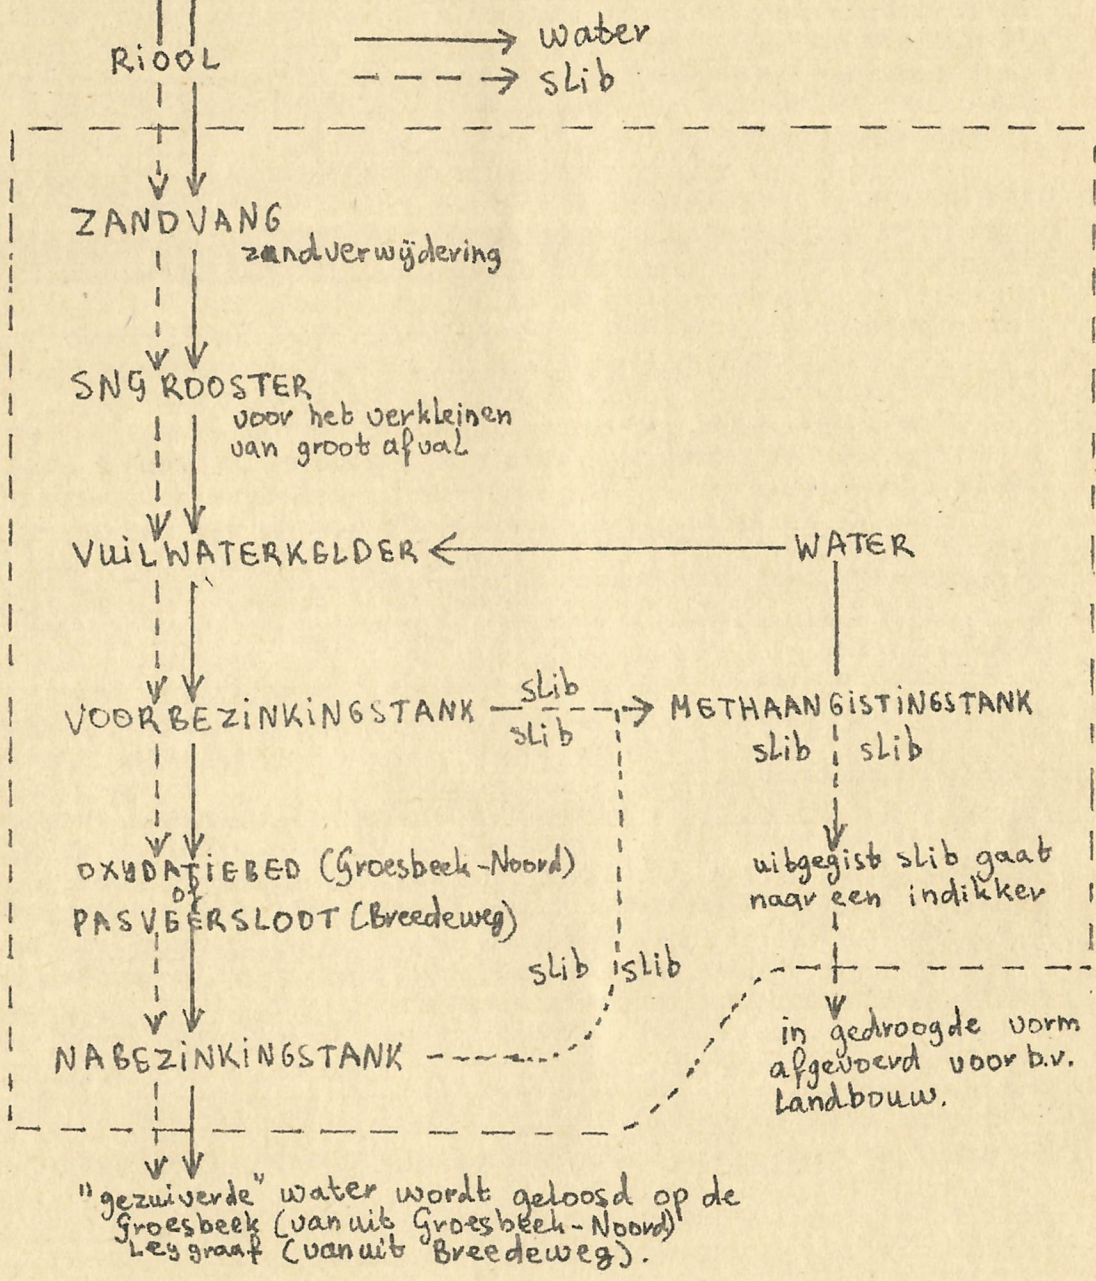 RiOOL
water
slib
ZANDVANG
zandverwijdering
SNIJ ROOSTER
voor het verkleinen
van groot afval
VUiLWATERKELDER
WATER
VOORBEZiNKiNGSTANK
slib
slib
METHAANGiSTiNGSTANK
slib slib
OXYDATiEBED (Groesbeek-Noord)
of
PASVEERSLOOT (Breedeweg)
uitgegist slib gaat
naar een indikker
slib slib
NABEZiNKiNGSTANK
in gedroogde vorm
afgevoerd voor b.v.
landbouw.
"gezuiverde" water wordt geloosd op de
Groesbeek (vanuit Groesbeek-Noord)
Leygraaf (vanuit Breedeweg).